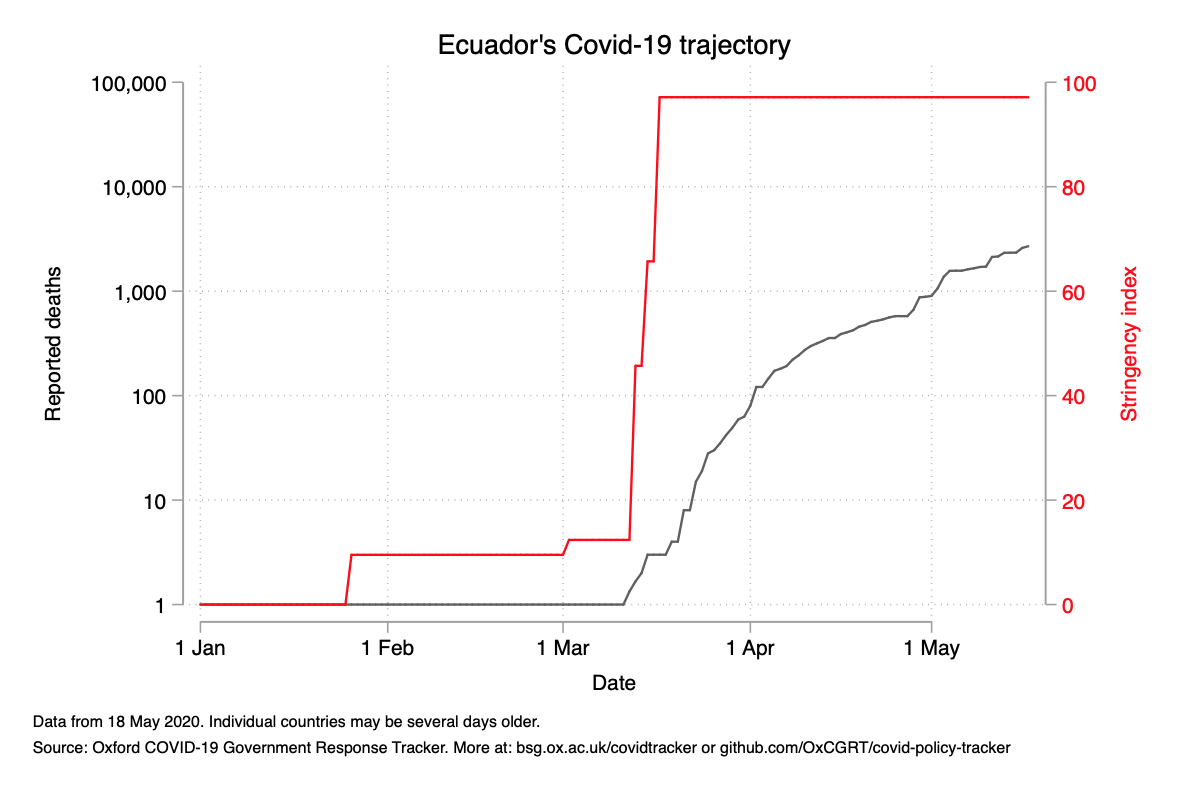 Ecuador's Covid-19 trajectory
100,000
10,000
1,000
100
10
1
Reported deaths
100
80
60
40
20
0
Stringency index
1 Jan
1 Feb
1 Mar
1 Apr
1 May
Date
Data from 18 May 2020. Individual countries may be several days older.
Source: Oxford COVID-19 Government Response Tracker. More at: bsg.ox.ac.uk/covidtracker or github.com/OxCGRT/covid-policy-tracker